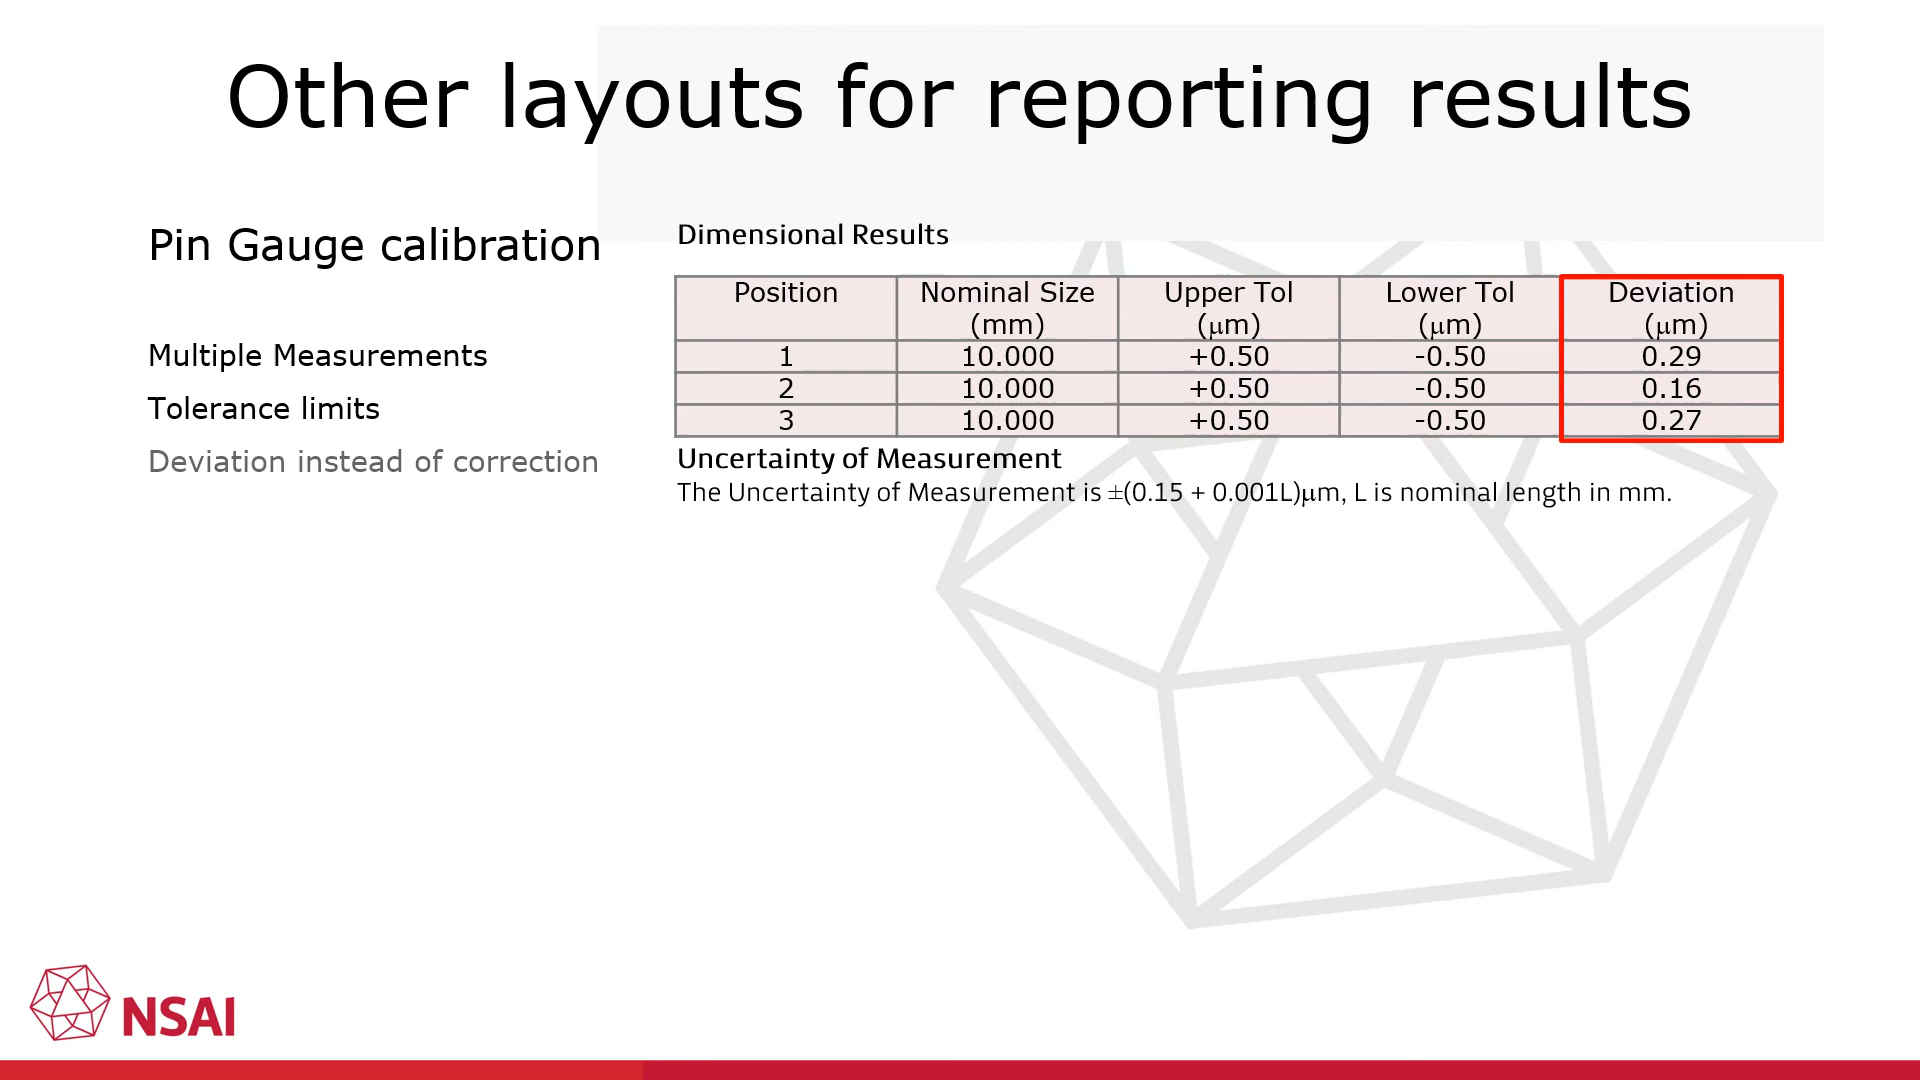 Other layouts for reporting results
Pin Gauge calibration
Multiple Measurements
Tolerance limits
Deviation instead of correction
Dimensional Results
Position Nominal Size (mm) Upper Tol (μm) Lower Tol (μm) Deviation (μm)
1 10.000 +0.50 -0.50 0.29
2 10.000 +0.50 -0.50 0.16
3 10.000 +0.50 -0.50 0.27
Uncertainty of Measurement
The Uncertainty of Measurement is ±(0.15 + 0.001L)μm, L is nominal length in mm.
NSAI